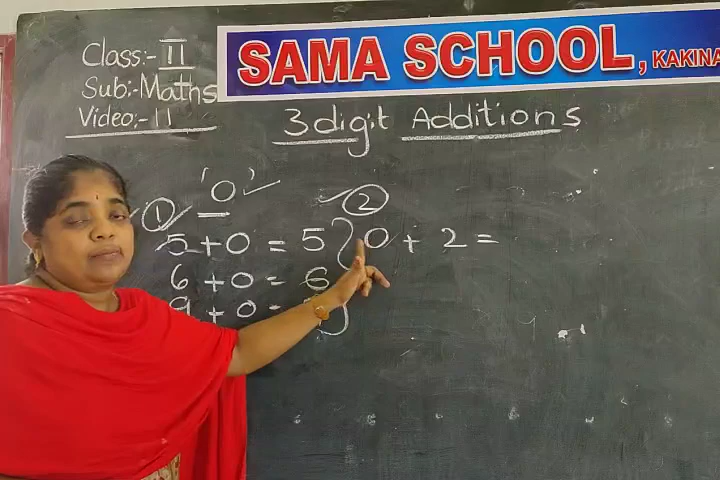 Class:- II
Sub:- Maths
Video:- 11
SAMA SCHOOL, KAKINA
3 digit Additions
'0'
1
2
5 + 0 = 5
6 + 0 = 6
9 + 0 =
0 + 2 =